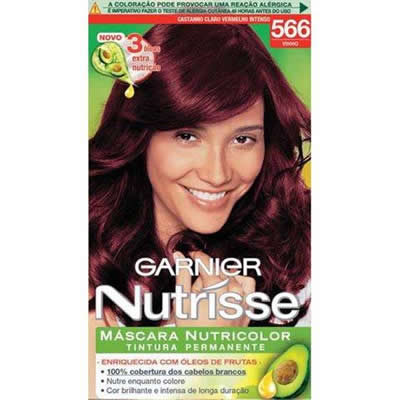 A COLORAÇÃO PODE PROVOCAR UMA REAÇÃO ALÉRGICA
É IMPERATIVO FAZER O TESTE DE ALERGIA CUTÂNEA 48 HORAS ANTES DO USO
CASTANHO CLARO VERMELHO INTENSO
566
VINHO
NOVO
3 óleos
extra
nutrição
GARNIER
Nutrisse
MÁSCARA NUTRICOLOR
TINTURA PERMANENTE
- ENRIQUECIDA COM ÓLEOS DE FRUTAS -
• 100% cobertura dos cabelos brancos
• Nutre enquanto colore
• Cor brilhante e intensa de longa duração